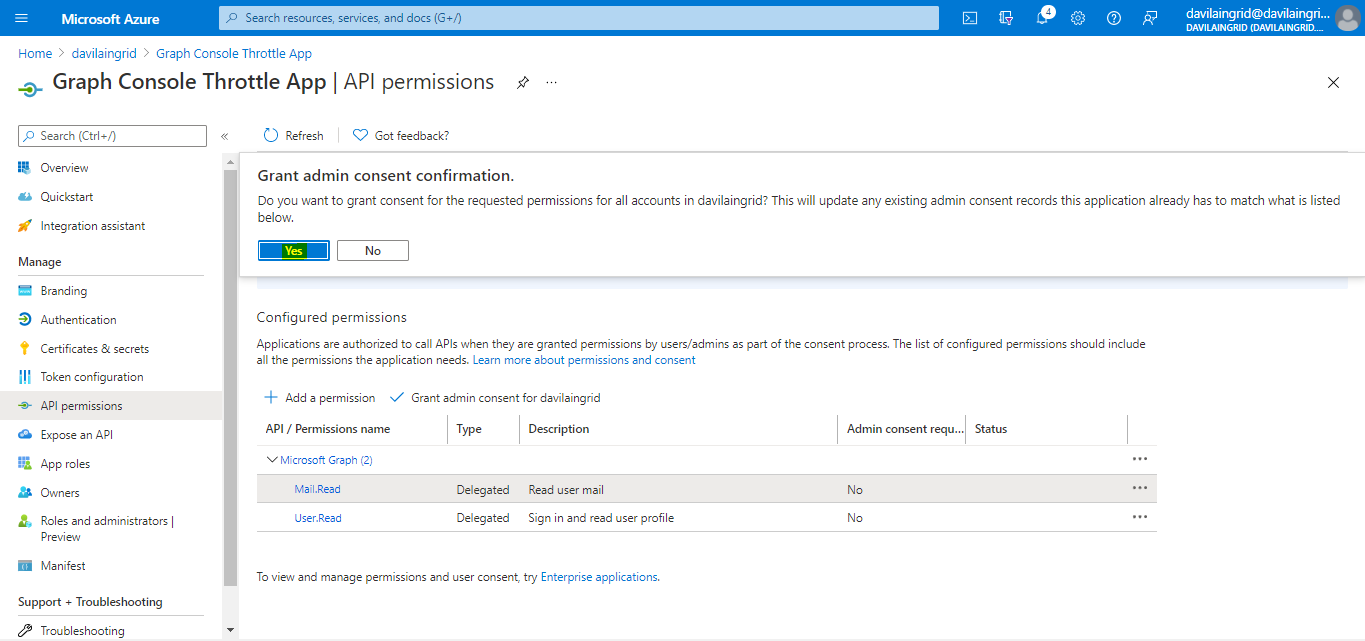 Microsoft Azure
Search resources, services, and docs (G+/)
4
davilaingrid@davilaingri...
DAVILAINGRID (DAVILAINGRID....
Home > davilaingrid > Graph Console Throttle App
Graph Console Throttle App | API permissions
Search (Ctrl+/)
«
Refresh
Got feedback?
Overview
Quickstart
Integration assistant
Manage
Branding
Authentication
Certificates & secrets
Token configuration
API permissions
Expose an API
App roles
Owners
Roles and administrators |
Preview
Manifest
Support + Troubleshooting
Troubleshooting
Grant admin consent confirmation.
Do you want to grant consent for the requested permissions for all accounts in davilaingrid? This will update any existing admin consent records this application already has to match what is listed
below.
Yes
No
Configured permissions
Applications are authorized to call APIs when they are granted permissions by users/admins as part of the consent process. The list of configured permissions should include
all the permissions the application needs. Learn more about permissions and consent
Add a permission
Grant admin consent for davilaingrid
API / Permissions name Type Description Admin consent requ... Status
Microsoft Graph (2)
Mail.Read Delegated Read user mail No
User.Read Delegated Sign in and read user profile No
To view and manage permissions and user consent, try Enterprise applications.